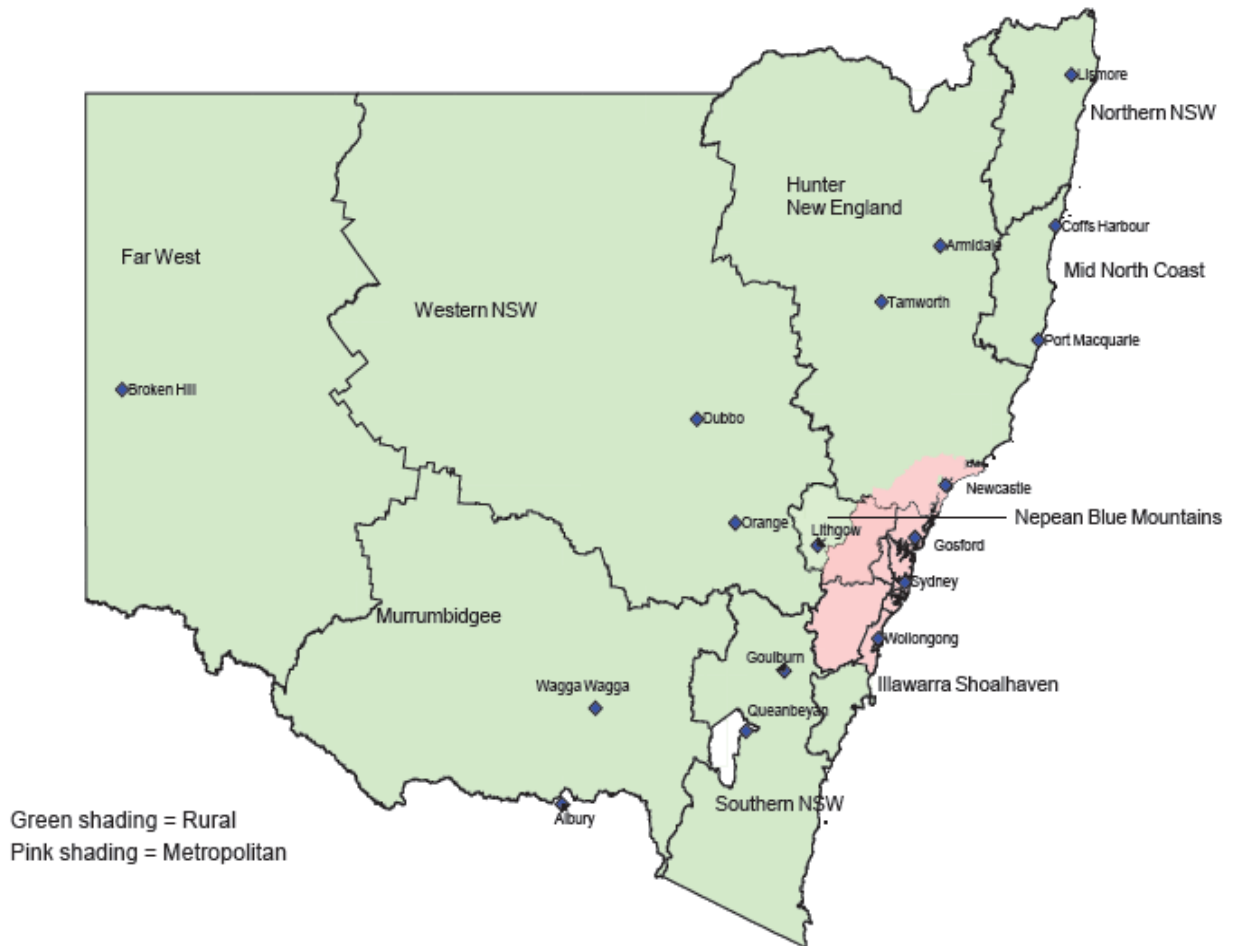 Lismore
Northern NSW
Hunter
New England
Coffs Harbour
Armidale
Far West
Mid North Coast
Tamworth
Western NSW
Port Macquarie
Broken Hill
Dubbo
Newcastle
Nepean Blue Mountains
Orange
Lithgow
Gosford
Sydney
Murrumbidgee
Wollongong
Goulburn
Illawarra Shoalhaven
Wagga Wagga
Queanbeyan
Southern NSW
Albury
Green shading = Rural
Pink shading = Metropolitan